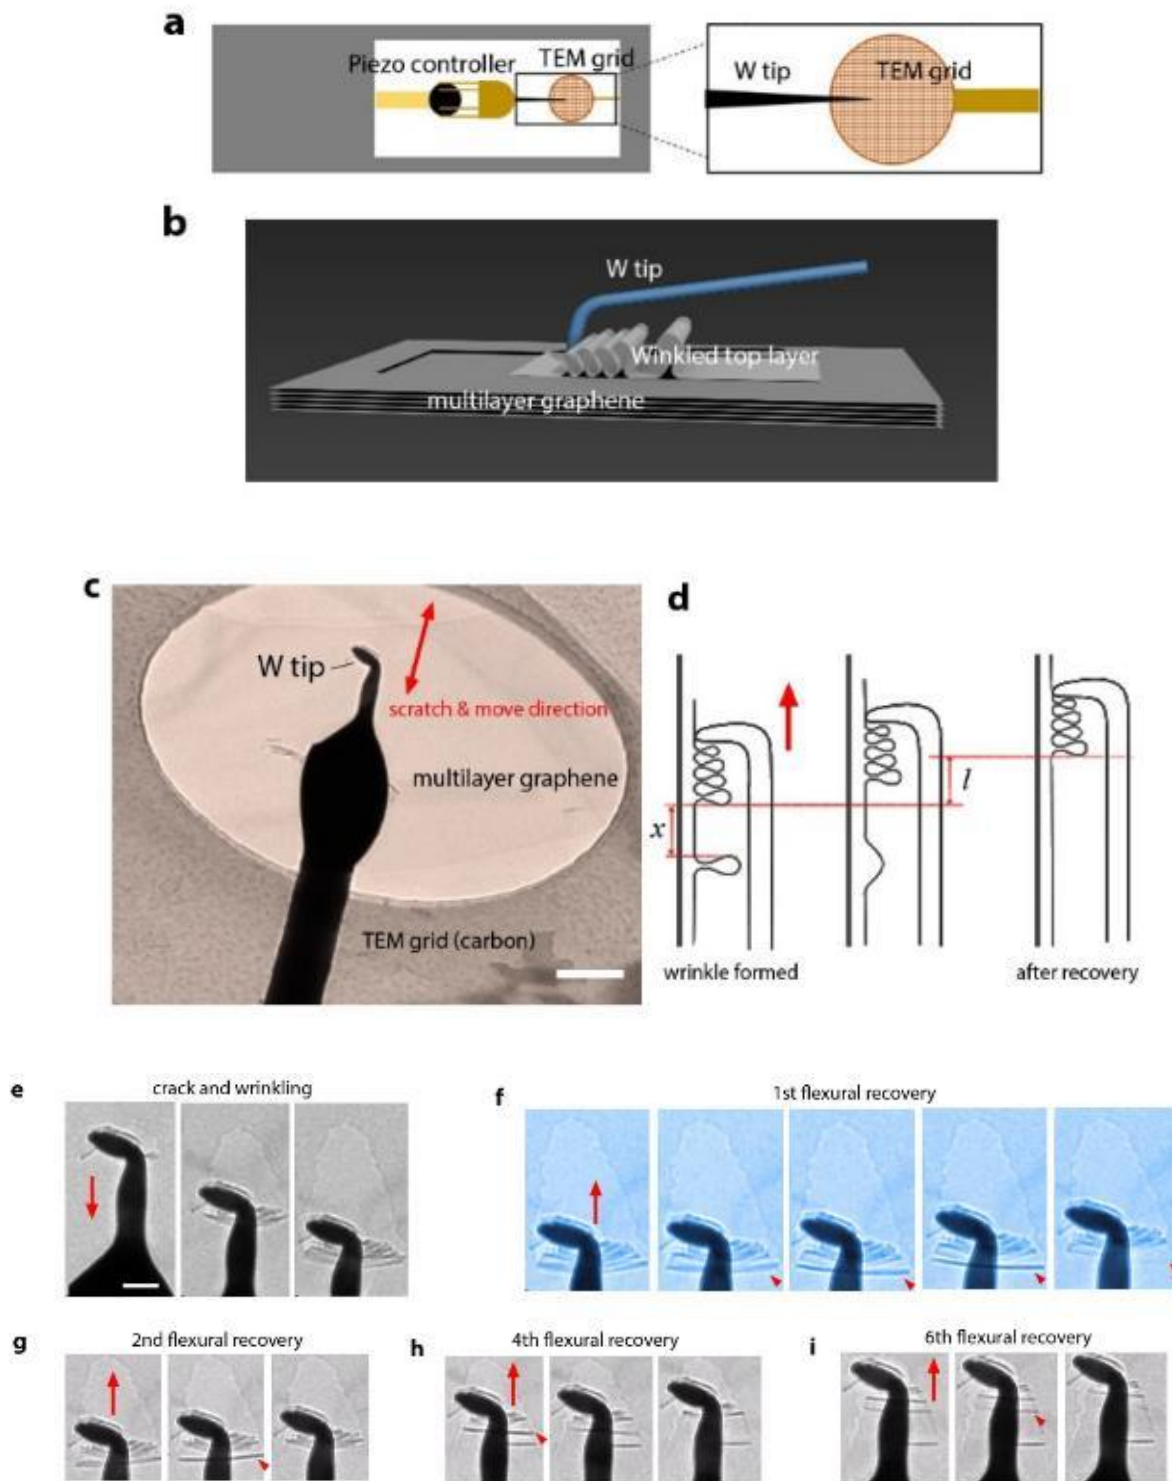 a
Piezo controller
TEM grid
W tip
TEM grid
b
W tip
Winkled top layer
multilayer graphene
c
W tip
scratch & move direction
multilayer graphene
TEM grid (carbon)
d
x
l
wrinkle formed
after recovery
e
crack and wrinkling
f
1st flexural recovery
g
2nd flexural recovery
h
4th flexural recovery
i
6th flexural recovery